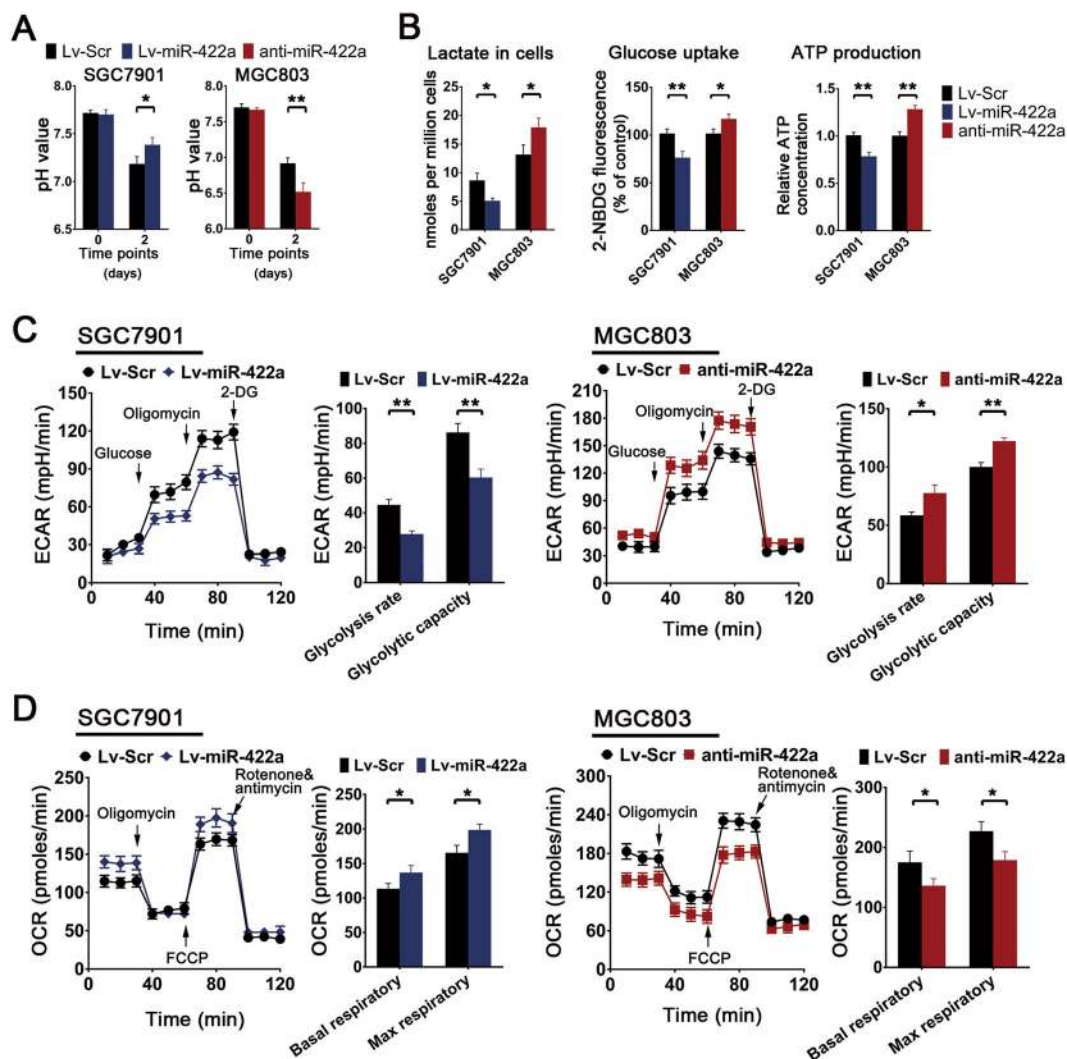 A
Lv-Scr Lv-miR-422a anti-miR-422a
SGC7901
pH value
8.0
7.5
7.0
6.5
*
0 2
Time points
(days)
MGC803
pH value
8.0
7.5
7.0
6.5
6.0
**
0 2
Time points
(days)
B
Lactate in cells
nmoles per million cells
25
20
15
10
5
0
* *
SGC7901 MGC803
Glucose uptake
2-NBDG fluorescence
(% of control)
150
100
50
0
** *
SGC7901 MGC803
ATP production
Relative ATP
concentration
1.5
1.0
0.5
0.0
** **
SGC7901 MGC803
Lv-Scr
Lv-miR-422a
anti-miR-422a
C
SGC7901
Lv-Scr Lv-miR-422a
ECAR (mpH/min)
150
120
90
60
30
0
Glucose
Oligomycin
2-DG
0 40 80 120
Time (min)
Lv-Scr Lv-miR-422a
ECAR (mpH/min)
100
80
60
40
20
0
** **
Glycolysis rate
Glycolytic capacity
MGC803
Lv-Scr anti-miR-422a
ECAR (mpH/min)
210
180
150
120
90
60
30
0
Glucose
Oligomycin
2-DG
0 40 80 120
Time (min)
Lv-Scr
anti-miR-422a
ECAR (mpH/min)
150
100
50
0
* **
Glycolysis rate
Glycolytic capacity
D
SGC7901
Lv-Scr Lv-miR-422a
OCR (pmoles/min)
250
200
150
100
50
0
Oligomycin
Rotenone&
antimycin
FCCP
0 40 80 120
Time (min)
Lv-Scr Lv-miR-422a
OCR (pmoles/min)
250
200
150
100
50
0
* *
Basal respiratory
Max respiratory
MGC803
Lv-Scr
anti-miR-422a
OCR (pmoles/min)
300
240
180
120
60
0
Oligomycin
Rotenone&
antimycin
FCCP
0 40 80 120
Time (min)
Lv-Scr
anti-miR-422a
OCR (pmoles/min)
300
200
100
0
* *
Basal respiratory
Max respiratory